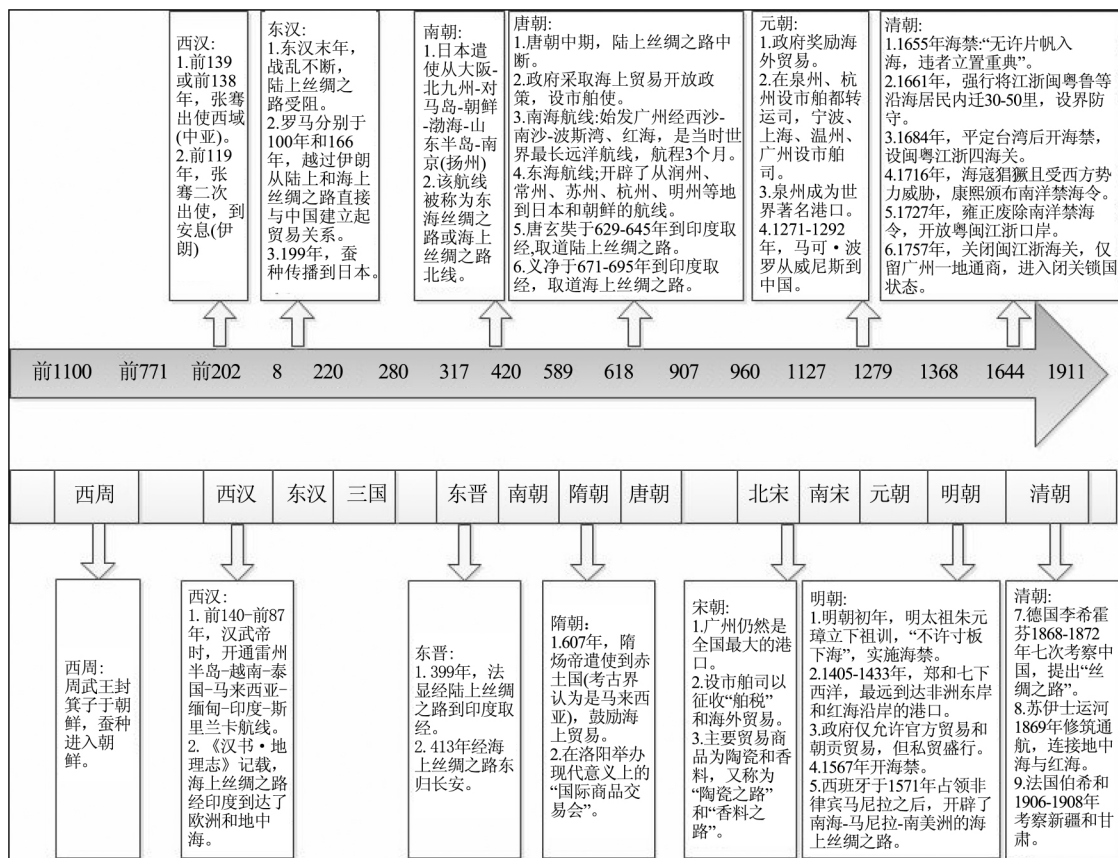 西汉:
1.前139
或前138
年，张骞
出使西域
(中亚)。
2.前119
年，张
骞二次
出使，到
安息(伊
朗)
东汉:
1.东汉末年，
战乱不断，
陆上丝绸之
路受阻。
2.罗马分别于
100年和166
年，越过伊朗
从陆上和海上
丝绸之路直接
与中国建立起
贸易关系。
3.199年，蚕
种传播到日本。
南朝:
1.日本遣
使从大阪-
北九州-对
马岛-朝鲜
-渤海-山
东半岛-南
京(扬州)
2.该航线
被称为东
海丝绸之
路或海上
丝绸之路
北线。
唐朝:
1.唐朝中期，陆上丝绸之路中
断。
2.政府采取海上贸易开放政
策，设市舶使。
3.南海航线:始发广州经西沙-
南沙-波斯湾、红海，是当时世
界最长远洋航线，航程3个月。
4.东海航线;开辟了从润州、
常州、苏州、杭州、明州等地
到日本和朝鲜的航线。
5.唐玄奘于629-645年到印度取
经,取道陆上丝绸之路。
6.义净于671-695年到印度取
经，取道海上丝绸之路。
元朝:
1.政府奖励海
外贸易。
2.在泉州、杭
州设市舶都转
运司，宁波、
上海、温州、
广州设市舶
司。
3.泉州成为世
界著名港口。
4.1271-1292
年，马可·波
罗从威尼斯到
中国。
清朝:
1.1655年海禁:“无许片帆入
海，违者立置重典”。
2.1661年，强行将江浙闽粤鲁等
沿海居民内迁30-50里，设界防
守。
3.1684年，平定台湾后开海禁，
设闽粤江浙四海关。
4.1716年，海寇猖獗且受西方势
力威胁，康熙颁布南洋禁海令。
5.1727年，雍正废除南洋禁海
令，开放粤闽江浙口岸。
6.1757年，关闭闽江浙海关，仅
留广州一地通商，进入闭关锁国
状态。
前1100 前771 前202 8 220 280 317 420 589 618 907 960 1127 1279 1368 1644 1911
西周 西汉 东汉 三国 东晋 南朝 隋朝 唐朝 北宋 南宋 元朝 明朝 清朝
西周:
周武王封
箕子于朝
鲜，蚕种
进入朝
鲜。
西汉:
1. 前140-前87
年，汉武帝
时，开通雷州
半岛-越南-泰
国-马来西亚-
缅甸-印度-斯
里兰卡航线。
2. 《汉书·地
理志》记载，
海上丝绸之路
经印度到达了
欧洲和地中
海。
东晋:
1. 399年，法
显经陆上丝绸
之路到印度取
经。
2. 413年经海
上丝绸之路东
归长安。
隋朝:
1.607年，隋
炀帝遣使到赤
土国(考古界
认为是马来西
亚)，鼓励海
上贸易。
2.在洛阳举办
现代意义上的
“国际商品交
易会”。
宋朝:
1.广州仍然是
全国最大的港
口。
2.设市舶司以
征收“舶税”
和海外贸易。
3.主要贸易商
品为陶瓷和香
料，又称为
“陶瓷之路”
和“香料之
路”。
明朝:
1.明朝初年，明太祖朱元
璋立下祖训，“不许寸板
下海”，实施海禁。
2.1405-1433年，郑和七下
西洋，最远到达非洲东岸
和红海沿岸的港口。
3.政府仅允许官方贸易和
朝贡贸易，但私贸盛行。
4.1567年开海禁。
5.西班牙于1571年占领菲
律宾马尼拉之后，开辟了
南海-马尼拉-南美洲的海
上丝绸之路。
清朝:
7.德国李希霍
芬1868-1872
年七次考察中
国，提出“丝
绸之路”。
8.苏伊士运河
1869年修筑通
航，连接地中
海与红海。
9.法国伯希和
1906-1908年
考察新疆和甘
肃。